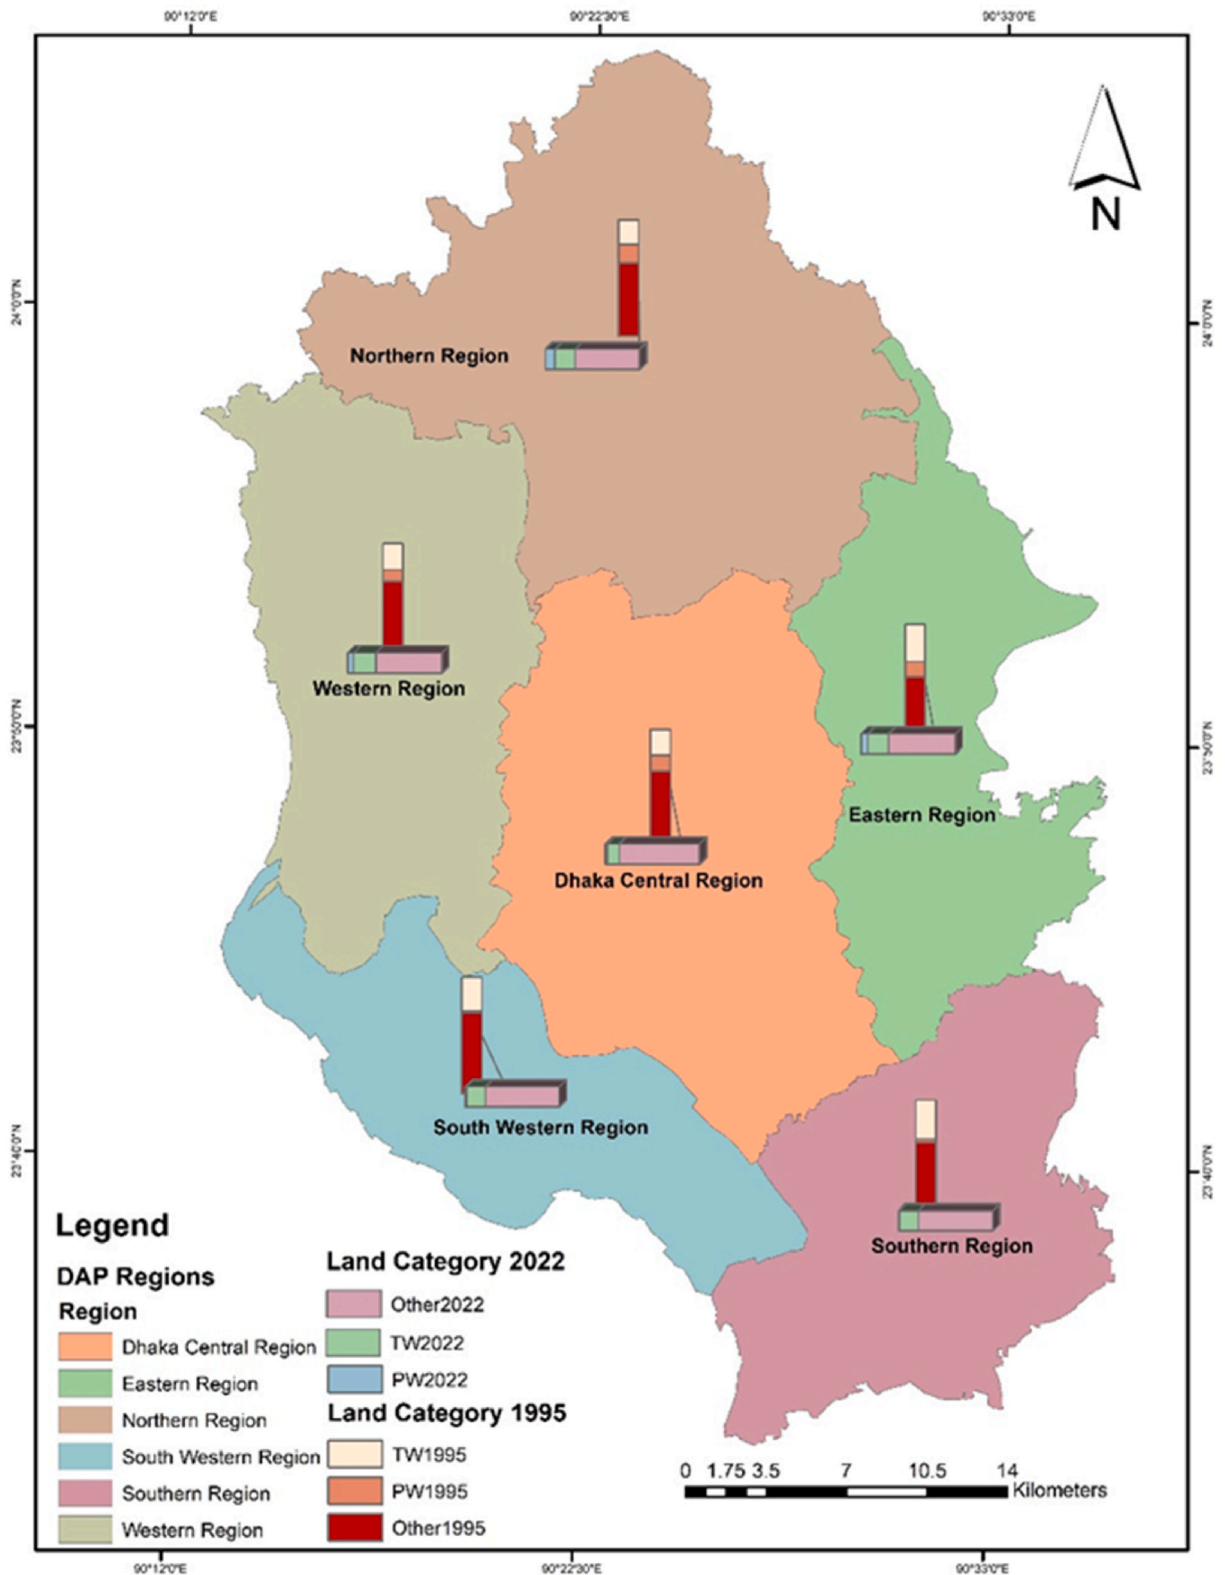 90°12'0"E 90°22'30"E 90°33'0"E
N
24°0'0"N
24°0'0"N
Northern Region
Western Region
23°50'0"N
23°50'0"N
Eastern Region
Dhaka Central Region
South Western Region
23°40'0"N
23°40'0"N
Southern Region
Legend
DAP Regions
Region
Dhaka Central Region
Eastern Region
Northern Region
South Western Region
Southern Region
Western Region
Land Category 2022
Other2022
TW2022
PW2022
Land Category 1995
TW1995
PW1995
Other1995
0 1.75 3.5 7 10.5 14
Kilometers
90°12'0"E 90°22'30"E 90°33'0"E